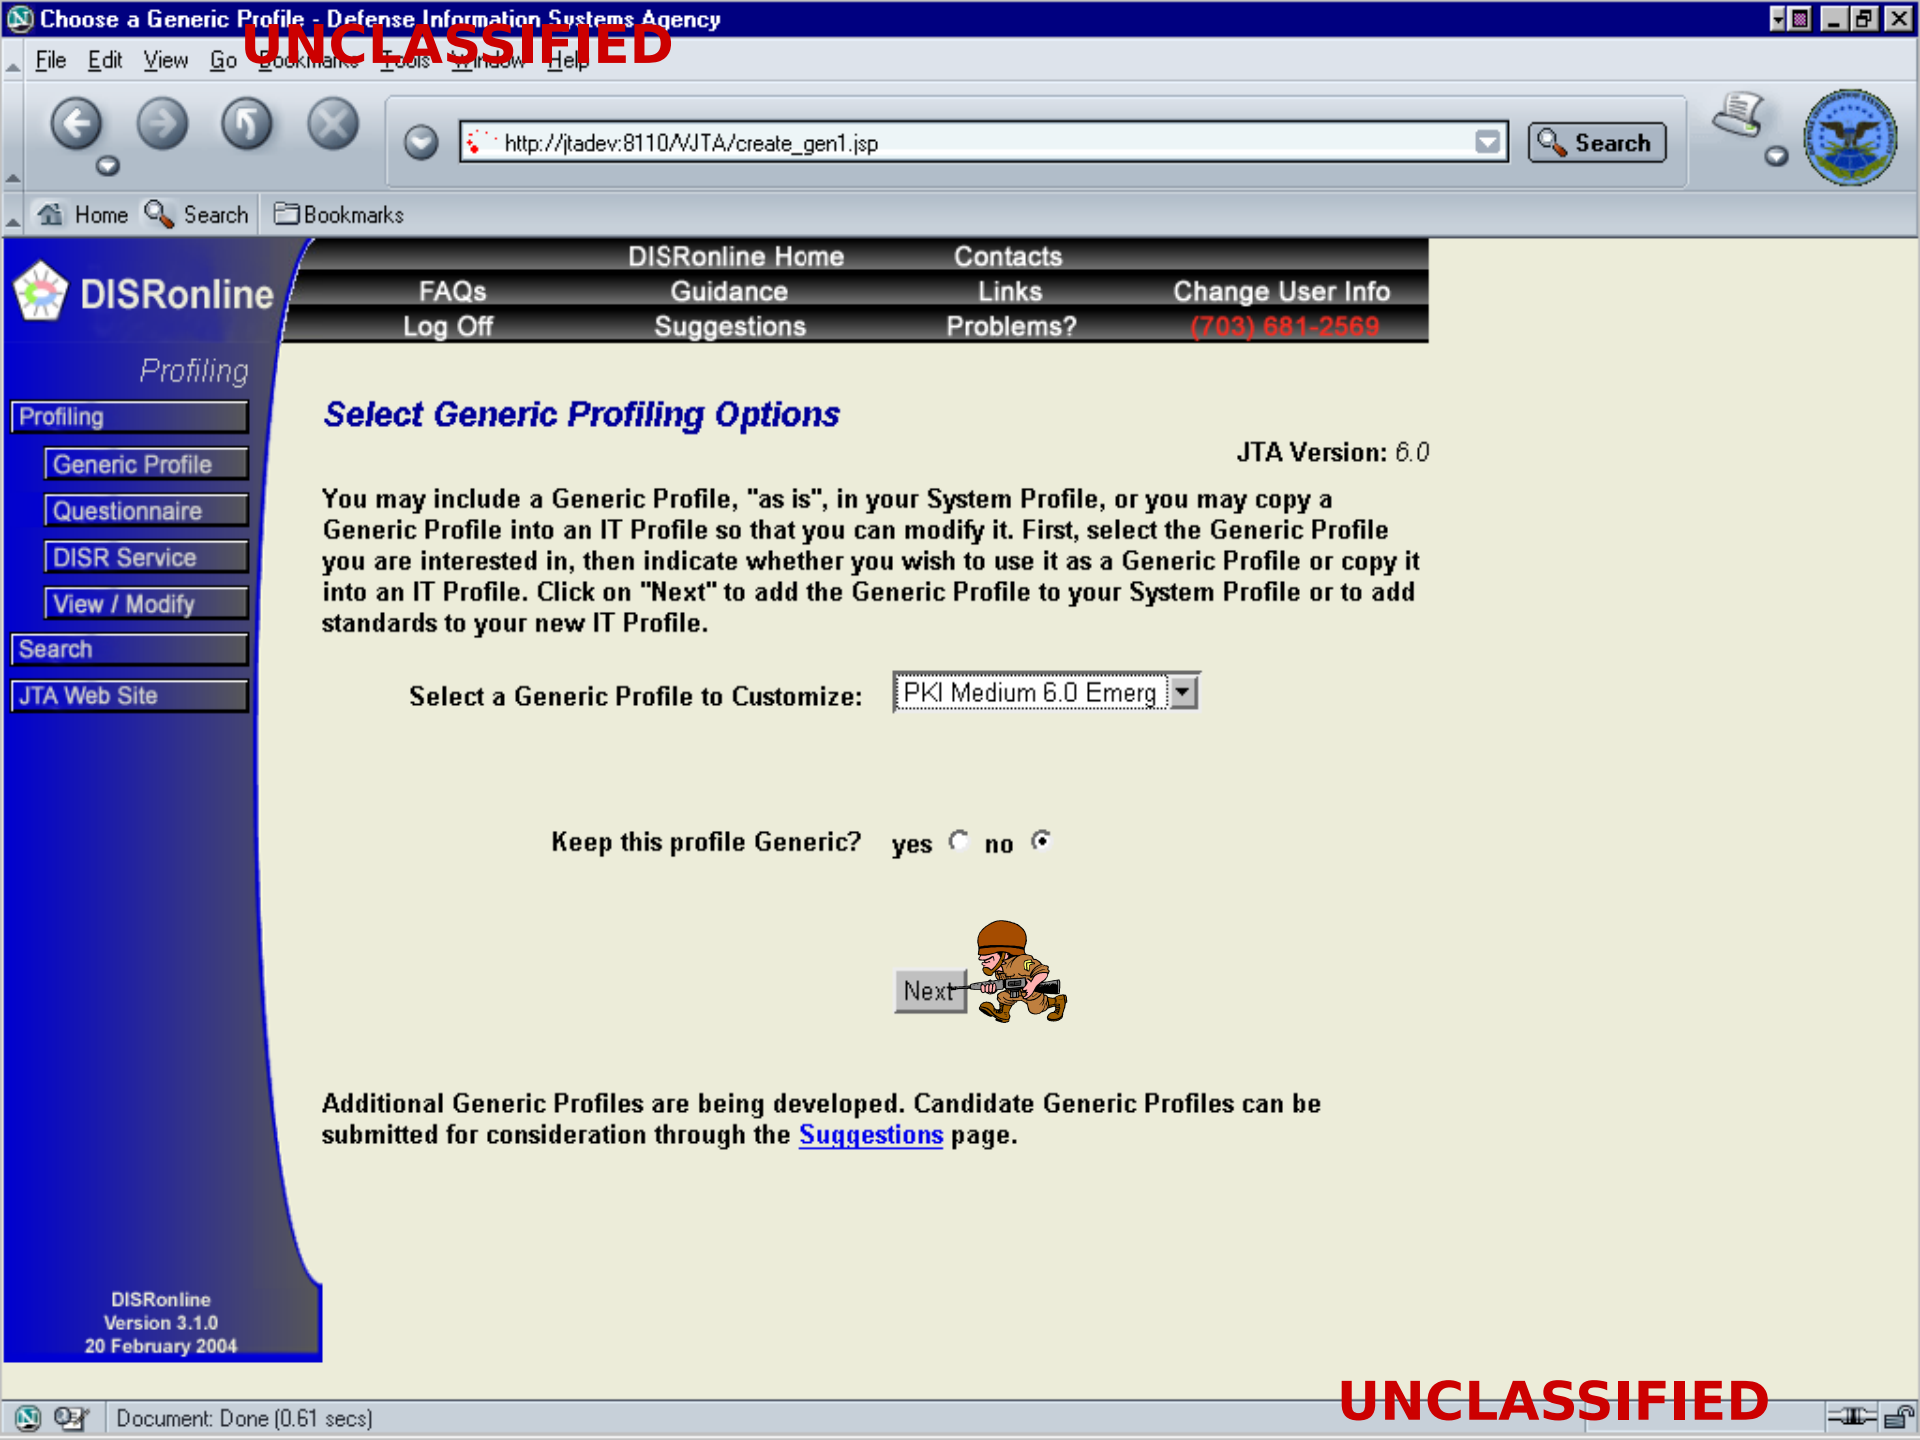 Choose a Generic Profile - Defense Information Systems Agency
UNCLASSIFIED
File Edit View Go Bookmarks Tools Window Help
http://jtadev:8110/VJTA/create_gen1.jsp
Search
Home Search Bookmarks
DISRonline
DISRonline Home Contacts
FAQs Guidance Links Change User Info
Log Off Suggestions Problems? (703) 681-2569
Profiling
Profiling
Generic Profile
Questionnaire
DISR Service
View / Modify
Search
JTA Web Site
Select Generic Profiling Options
JTA Version: 6.0
You may include a Generic Profile, "as is", in your System Profile, or you may copy a
Generic Profile into an IT Profile so that you can modify it. First, select the Generic Profile
you are interested in, then indicate whether you wish to use it as a Generic Profile or copy it
into an IT Profile. Click on "Next" to add the Generic Profile to your System Profile or to add
standards to your new IT Profile.
Select a Generic Profile to Customize: PKI Medium 6.0 Emerg
Keep this profile Generic? yes no
Next
Additional Generic Profiles are being developed. Candidate Generic Profiles can be
submitted for consideration through the Suggestions page.
DISRonline
Version 3.1.0
20 February 2004
UNCLASSIFIED
Document: Done (0.61 secs)